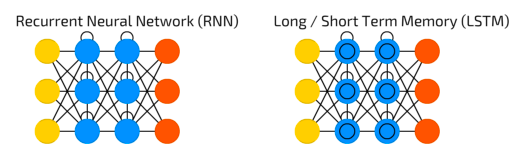 Recurrent Neural Network (RNN)
Long / Short Term Memory (LSTM)